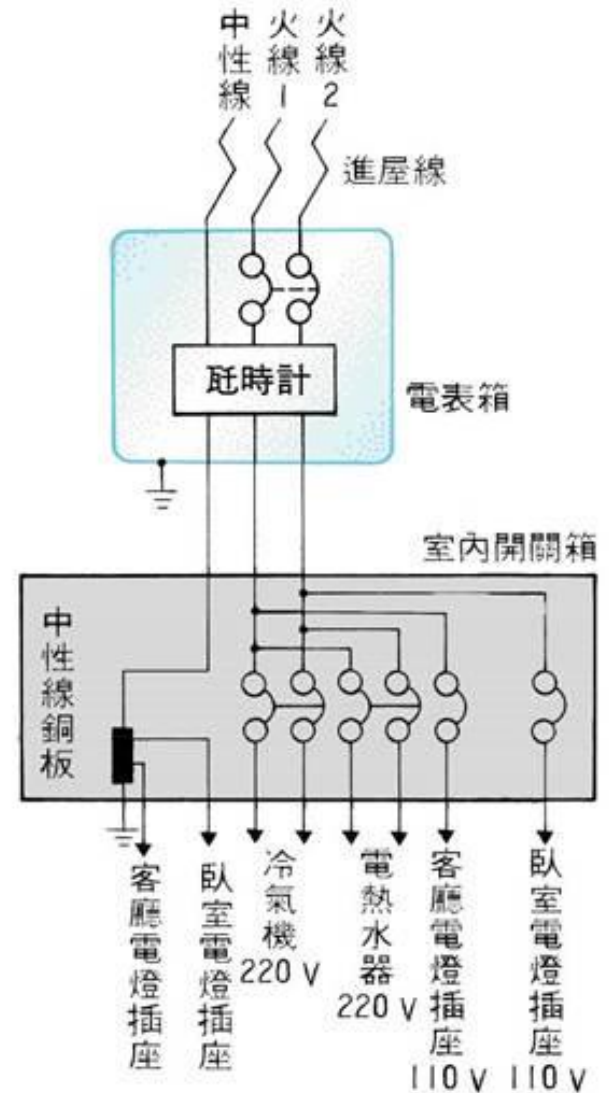 中性線
火線1
火線2
進屋線
瓩時計
電表箱
室內開關箱
中性線銅板
客廳電燈插座
臥室電燈插座
冷氣機
220 V
電熱水器
220 V
客廳電燈插座
110 V
臥室電燈插座
110 V